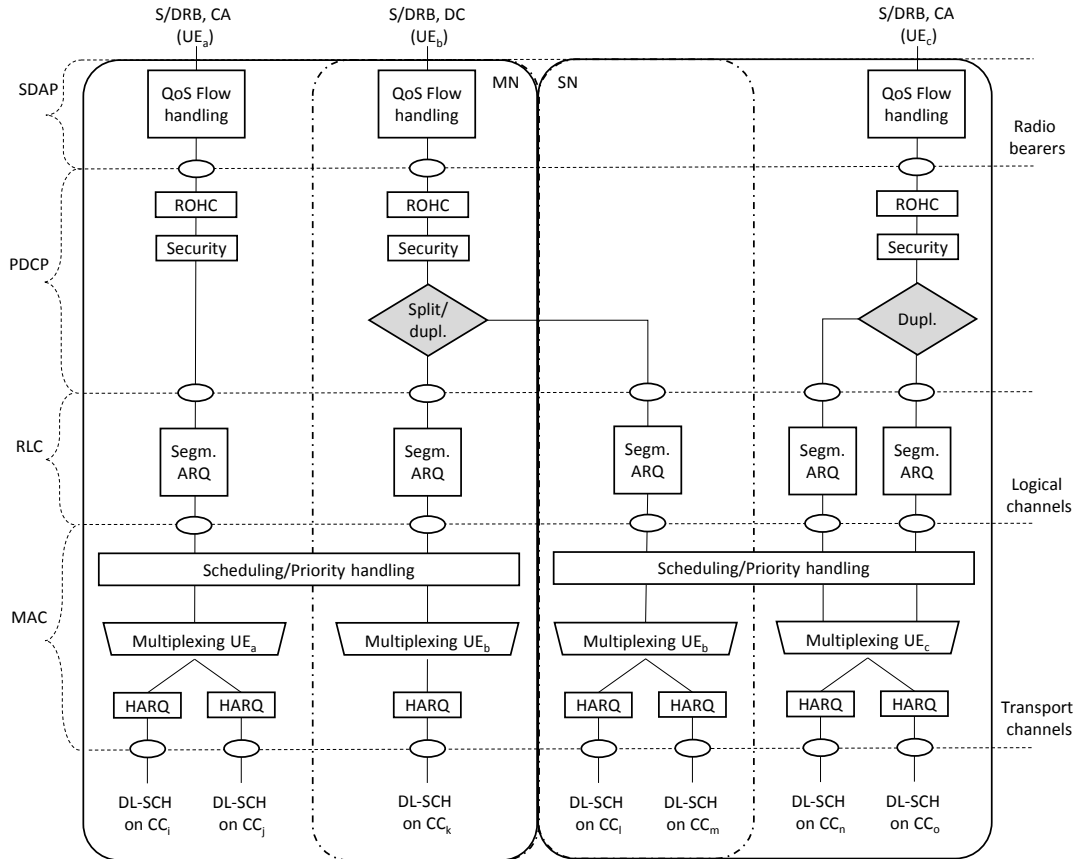 S/DRB, CA
(UEa)
S/DRB, DC
(UEb)
S/DRB, CA
(UEc)
MN
SN
SDAP
QoS Flow
handling
QoS Flow
handling
QoS Flow
handling
Radio
bearers
PDCP
ROHC
ROHC
ROHC
Security
Security
Security
Split/
dupl.
Dupl.
RLC
Segm.
ARQ
Segm.
ARQ
Segm.
ARQ
Segm.
ARQ
Segm.
ARQ
Logical
channels
MAC
Scheduling/Priority handling
Scheduling/Priority handling
Multiplexing UEa
Multiplexing UEb
Multiplexing UEb
Multiplexing UEc
HARQ
HARQ
HARQ
HARQ
HARQ
HARQ
HARQ
Transport
channels
DL-SCH
on CCi
DL-SCH
on CCj
DL-SCH
on CCk
DL-SCH
on CCl
DL-SCH
on CCm
DL-SCH
on CCn
DL-SCH
on CCo